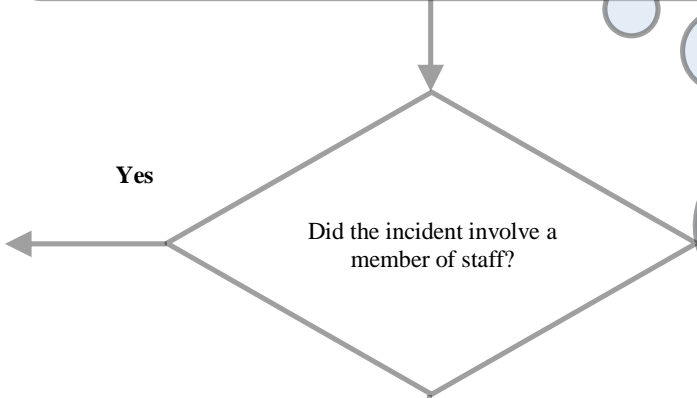 Yes
Did the incident involve a
member of staff?